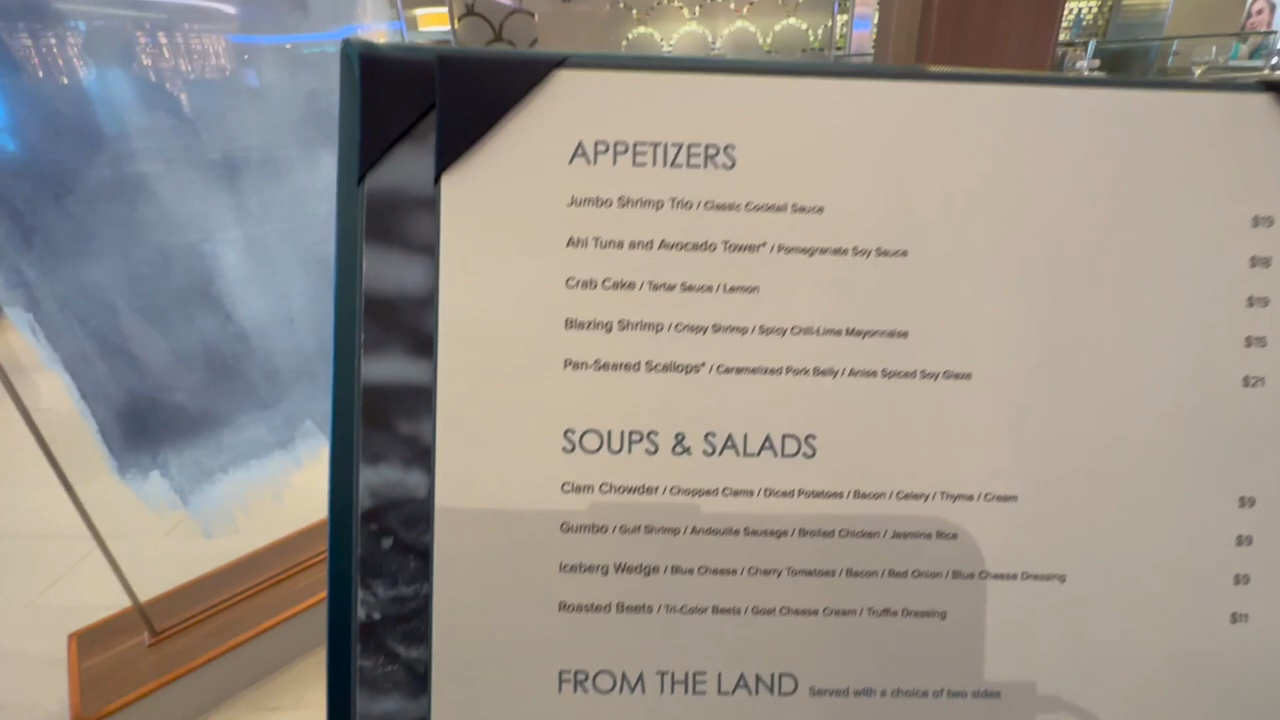 APPETIZERS
Jumbo Shrimp Trio / Classic Cocktail Sauce $19
Ahi Tuna and Avocado Tower* / Pomegranate Soy Sauce $18
Crab Cake / Tartar Sauce / Lemon $19
Blazing Shrimp / Crispy Shrimp / Spicy Chili-Lime Mayonnaise $15
Pan-Seared Scallops* / Caramelized Pork Belly / Anise Spiced Soy Glaze $21
SOUPS & SALADS
Clam Chowder / Chopped Clams / Diced Potatoes / Bacon / Celery / Thyme / Cream $9
Gumbo / Gulf Shrimp / Andouille Sausage / Broiled Chicken / Jasmine Rice $9
Iceberg Wedge / Blue Cheese / Cherry Tomatoes / Bacon / Red Onion / Blue Cheese Dressing $9
Roasted Beets / Tri-Color Beets / Goat Cheese Cream / Truffle Dressing $11
FROM THE LAND Served with a choice of two sides